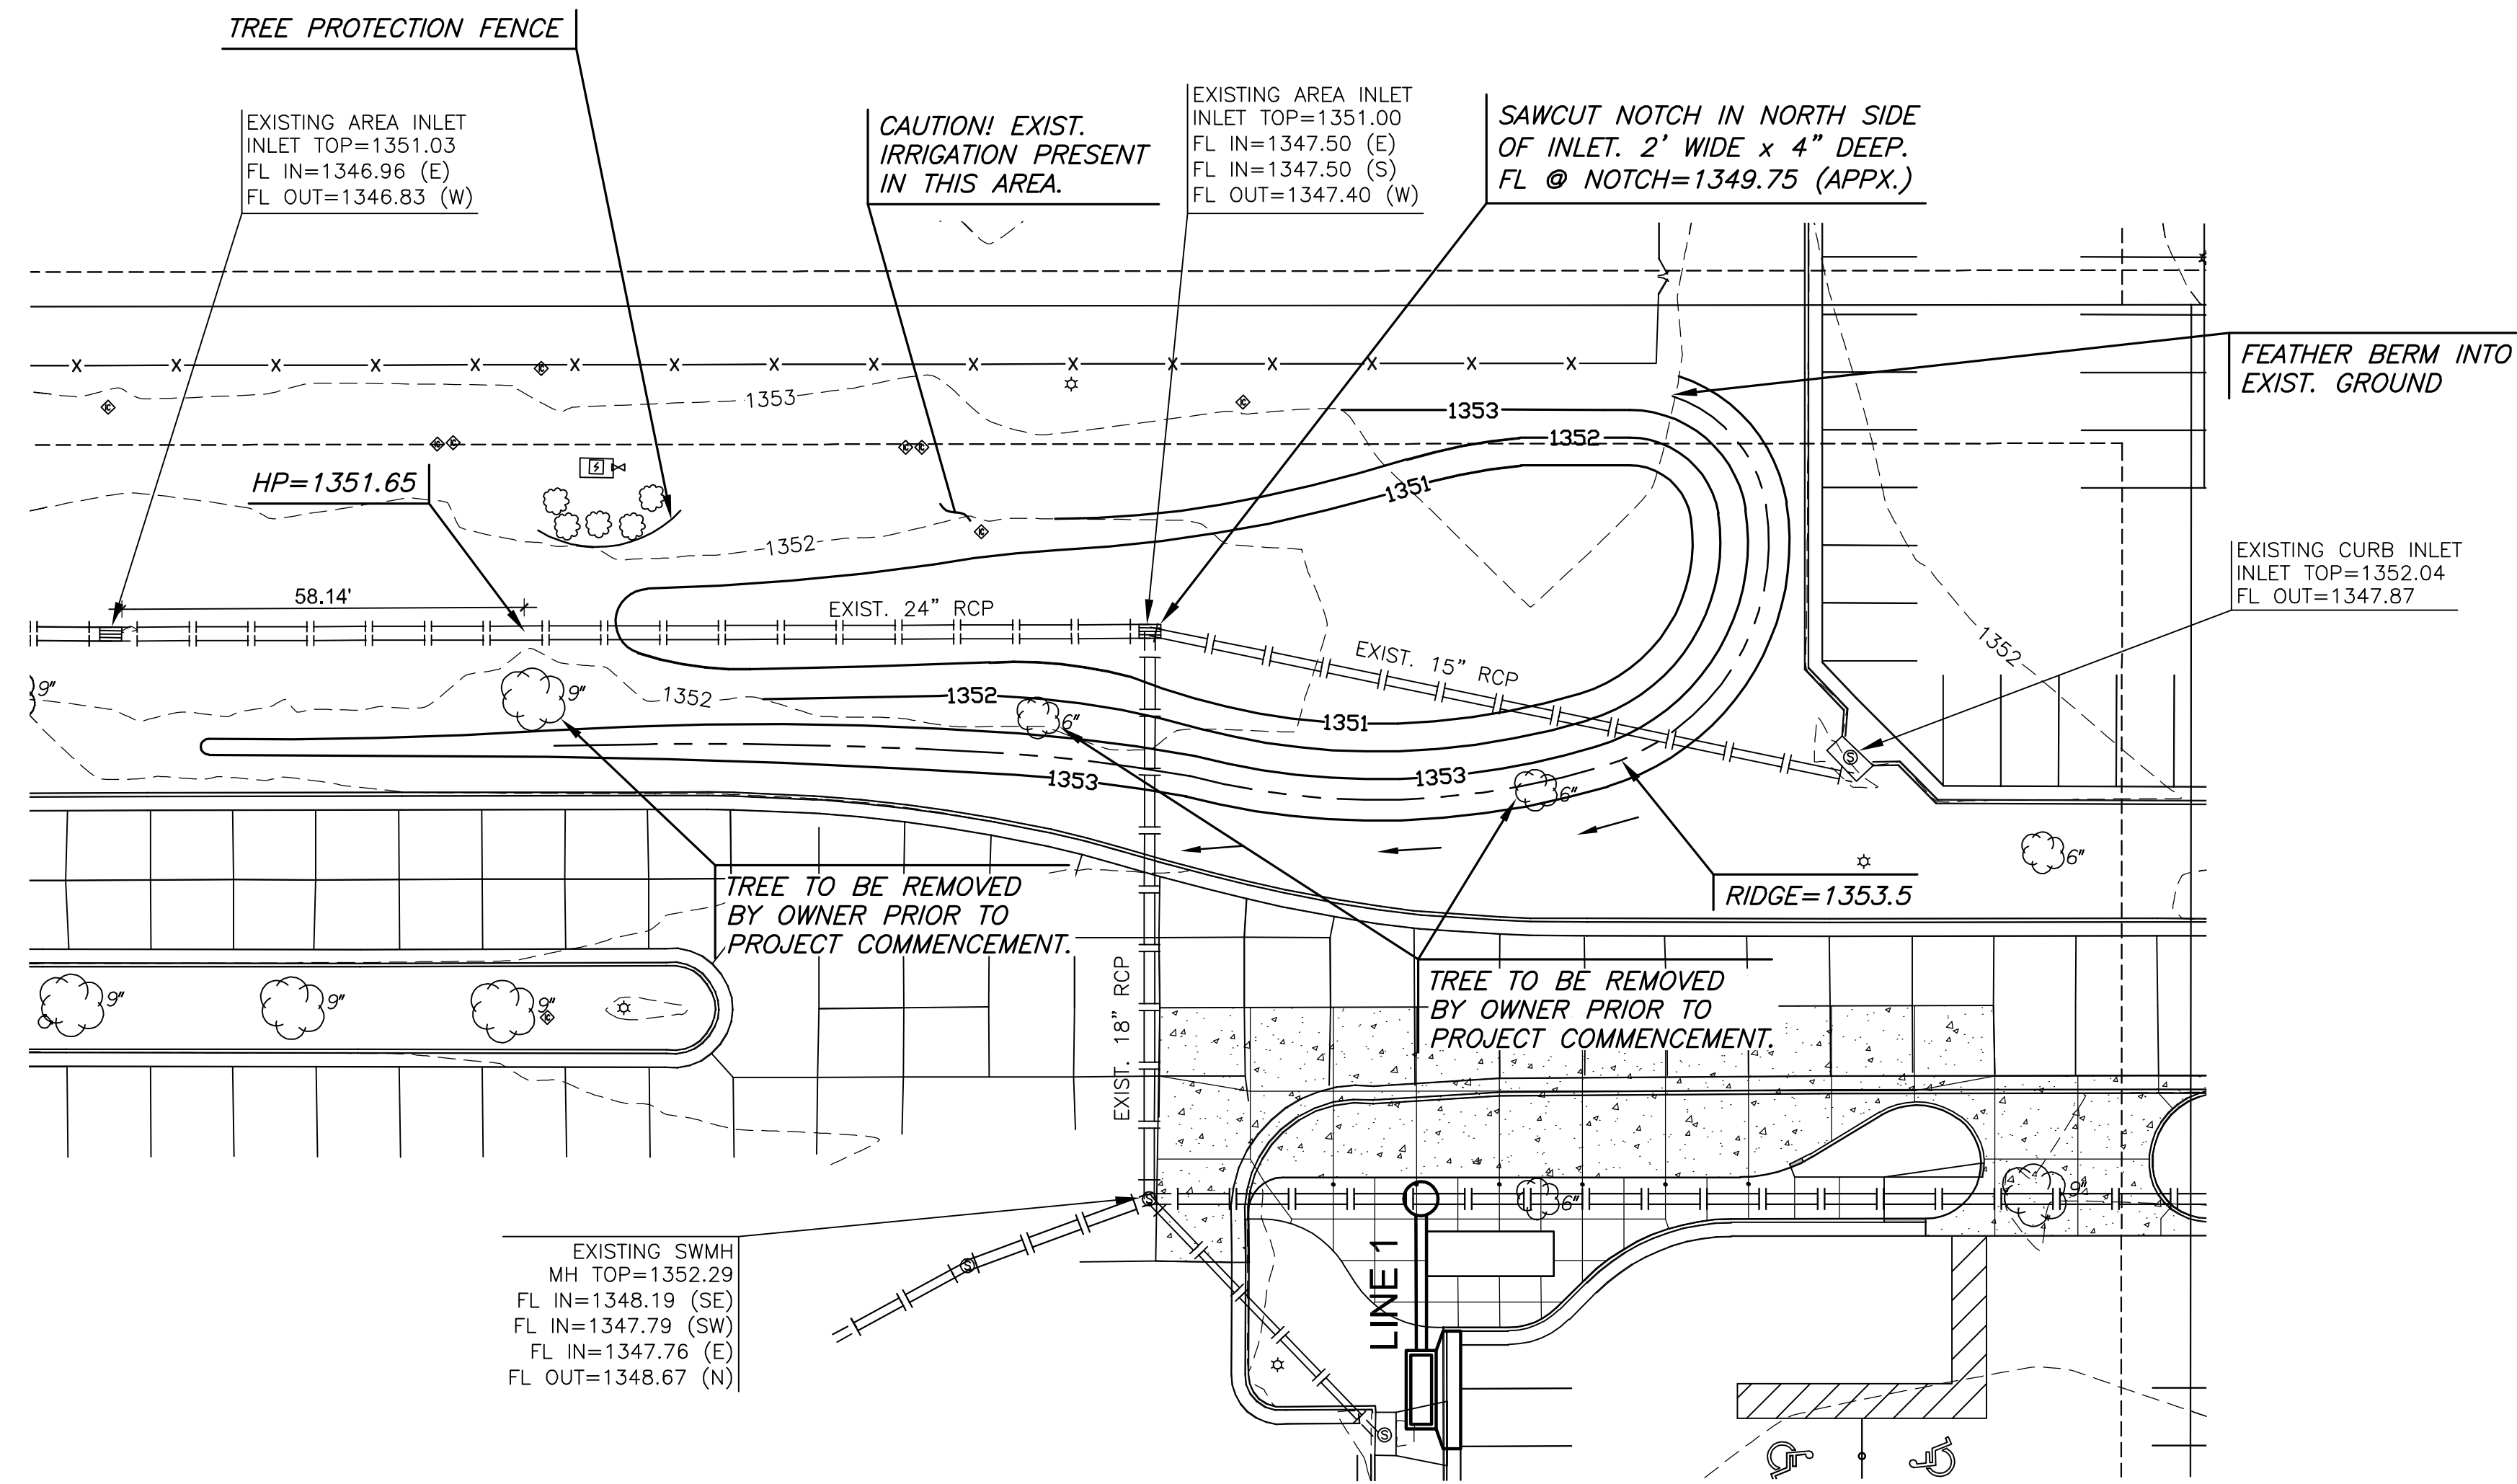 TREE PROTECTION FENCE
EXISTING AREA INLET
INLET TOP=1351.03
FL IN=1346.96 (E)
FL OUT=1346.83 (W)
CAUTION! EXIST.
IRRIGATION PRESENT
IN THIS AREA.
EXISTING AREA INLET
INLET TOP=1351.00
FL IN=1347.50 (E)
FL IN=1347.50 (S)
FL OUT=1347.40 (W)
SAWCUT NOTCH IN NORTH SIDE
OF INLET. 2' WIDE x 4" DEEP.
FL @ NOTCH=1349.75 (APPX.)
FEATHER BERM INTO
EXIST. GROUND
1353
1353
1352
1351
HP=1351.65
1352
EXISTING CURB INLET
INLET TOP=1352.04
FL OUT=1347.87
58.14'
EXIST. 24" RCP
EXIST. 15" RCP
1352
9"
9"
1352
1352
6"
1351
1353
1353
6"
6"
TREE TO BE REMOVED
BY OWNER PRIOR TO
PROJECT COMMENCEMENT.
RIDGE=1353.5
TREE TO BE REMOVED
BY OWNER PRIOR TO
PROJECT COMMENCEMENT.
9"
9"
9"
EXIST. 18" RCP
6"
9"
LINE 1
EXISTING SWMH
MH TOP=1352.29
FL IN=1348.19 (SE)
FL IN=1347.79 (SW)
FL IN=1347.76 (E)
FL OUT=1348.67 (N)